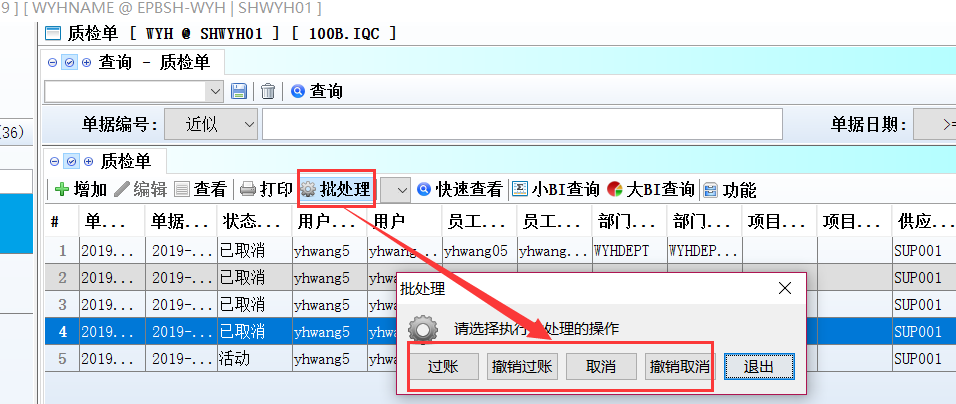 9 ] [ WYHNAME @ EPBSH-WYH | SHWYH01 ]
质检单 [ WYH @ SHWYH01 ] [ 100B.IQC ]
查询 - 质检单
查询
(36)
单据编号: 近似 单据日期: >=
质检单
增加 编辑 查看 打印 批处理 快速查看 小BI查询 大BI查询 功能
# 单... 单据... 状态... 用户... 用户 员工... 员工... 部门... 部门... 项目... 项目... 供应...
1 2019... 2019-... 已取消 yhwang5 yhwang... yhwang05 yhwang... WYHDEPT WYHDEP... SUP001
2 2019... 2019-... 已取消 yhwang5 yhwa SUP001
3 2019... 2019-... 已取消 yhwang5 yhwa SUP001
4 2019... 2019-... 已取消 yhwang5 yhwa SUP001
5 2019... 2019-... 活动 yhwang5 yhwa SUP001
批处理
请选择执行 处理的操作
过账 撤销过账 取消 撤销取消 退出